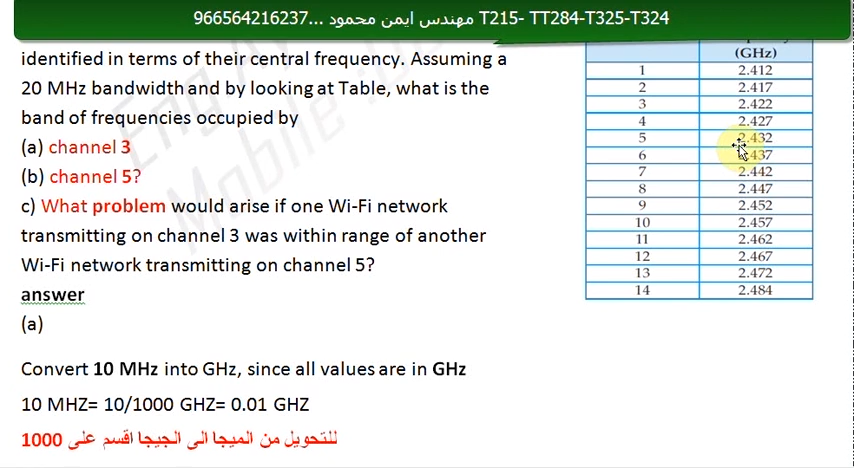 966564216237... مهندس ايمن محمود T215- TT284-T325-T324
identified in terms of their central frequency. Assuming a
20 MHz bandwidth and by looking at Table, what is the
band of frequencies occupied by
(a) channel 3
(b) channel 5?
c) What problem would arise if one Wi-Fi network
transmitting on channel 3 was within range of another
Wi-Fi network transmitting on channel 5?
answer
(a)
Convert 10 MHz into GHz, since all values are in GHz
10 MHZ= 10/1000 GHZ= 0.01 GHZ
للتحويل من الميجا الى الجيجا اقسم على 1000
(GHz)
1 2.412
2 2.417
3 2.422
4 2.427
5 2.432
6 2.437
7 2.442
8 2.447
9 2.452
10 2.457
11 2.462
12 2.467
13 2.472
14 2.484
Eng Ay
Mobile